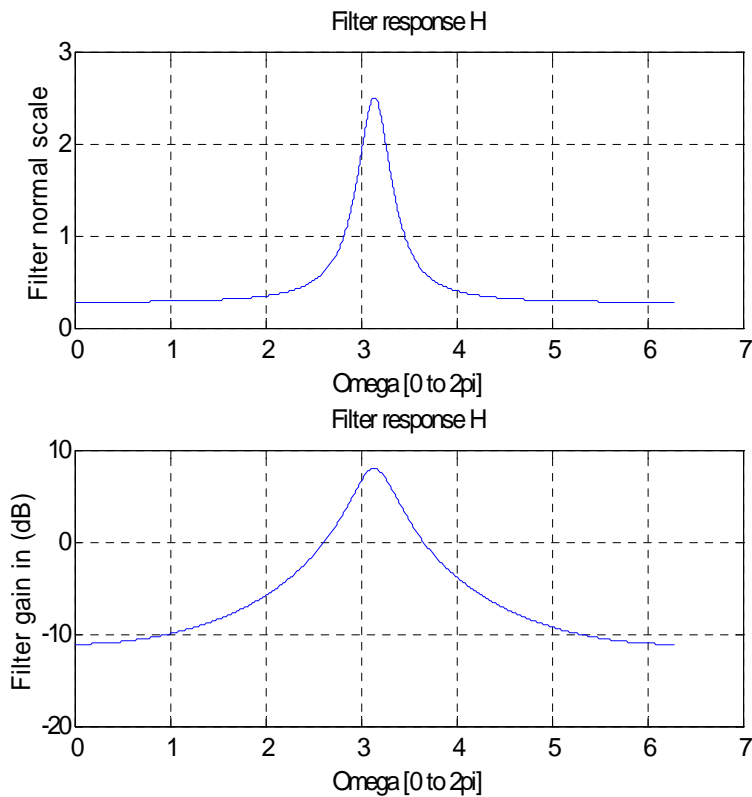 Filter response H
3
2
1
0
Filter normal scale
0 1 2 3 4 5 6 7
Omega [0 to 2pi]
Filter response H
10
0
-10
-20
Filter gain in (dB)
0 1 2 3 4 5 6 7
Omega [0 to 2pi]